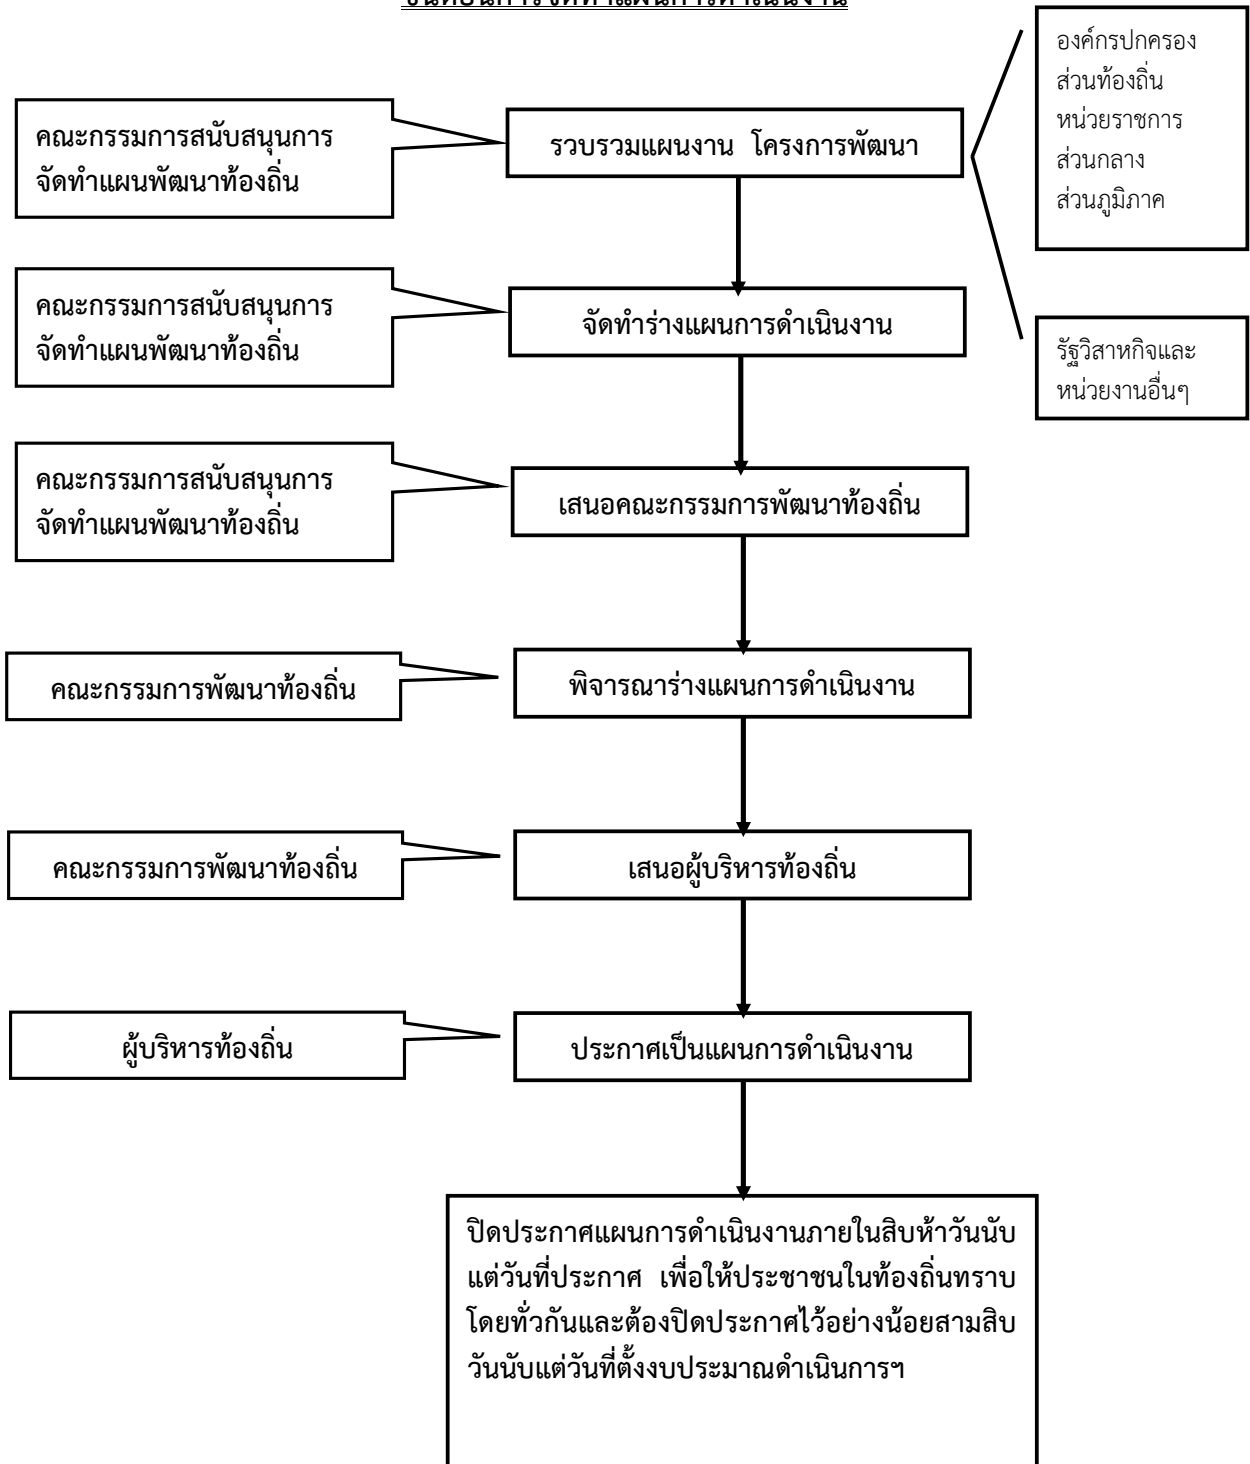 องค์กรปกครอง
ส่วนท้องถิ่น
หน่วยราชการ
ส่วนกลาง
ส่วนภูมิภาค
คณะกรรมการสนับสนุนการ
จัดทำแผนพัฒนาท้องถิ่น
รวบรวมแผนงาน โครงการพัฒนา
คณะกรรมการสนับสนุนการ
จัดทำแผนพัฒนาท้องถิ่น
จัดทำร่างแผนการดำเนินงาน
รัฐวิสาหกิจและ
หน่วยงานอื่นๆ
คณะกรรมการสนับสนุนการ
จัดทำแผนพัฒนาท้องถิ่น
เสนอคณะกรรมการพัฒนาท้องถิ่น
คณะกรรมการพัฒนาท้องถิ่น
พิจารณาร่างแผนการดำเนินงาน
คณะกรรมการพัฒนาท้องถิ่น
เสนอผู้บริหารท้องถิ่น
ผู้บริหารท้องถิ่น
ประกาศเป็นแผนการดำเนินงาน
ปิดประกาศแผนการดำเนินงานภายในสิบห้าวันนับ
แต่วันที่ประกาศ เพื่อให้ประชาชนในท้องถิ่นทราบ
โดยทั่วกันและต้องปิดประกาศไว้อย่างน้อยสามสิบ
วันนับแต่วันที่ตั้งงบประมาณดำเนินการฯ